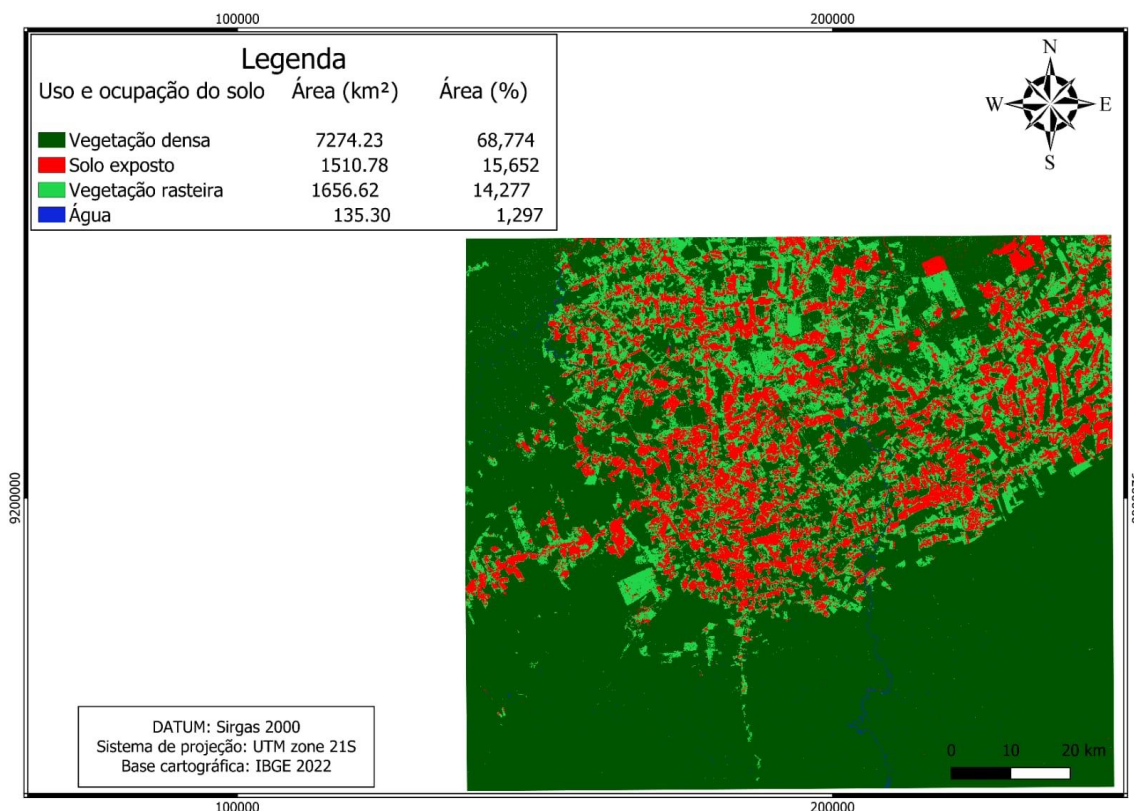 100000 200000
Legenda
Uso e ocupação do solo Área (km²) Área (%)
Vegetação densa 7274.23 68,774
Solo exposto 1510.78 15,652
Vegetação rasteira 1656.62 14,277
Água 135.30 1,297
N
W E
S
9200000
DATUM: Sirgas 2000
Sistema de projeção: UTM zone 21S
Base cartográfica: IBGE 2022
0 10 20 km
100000 200000